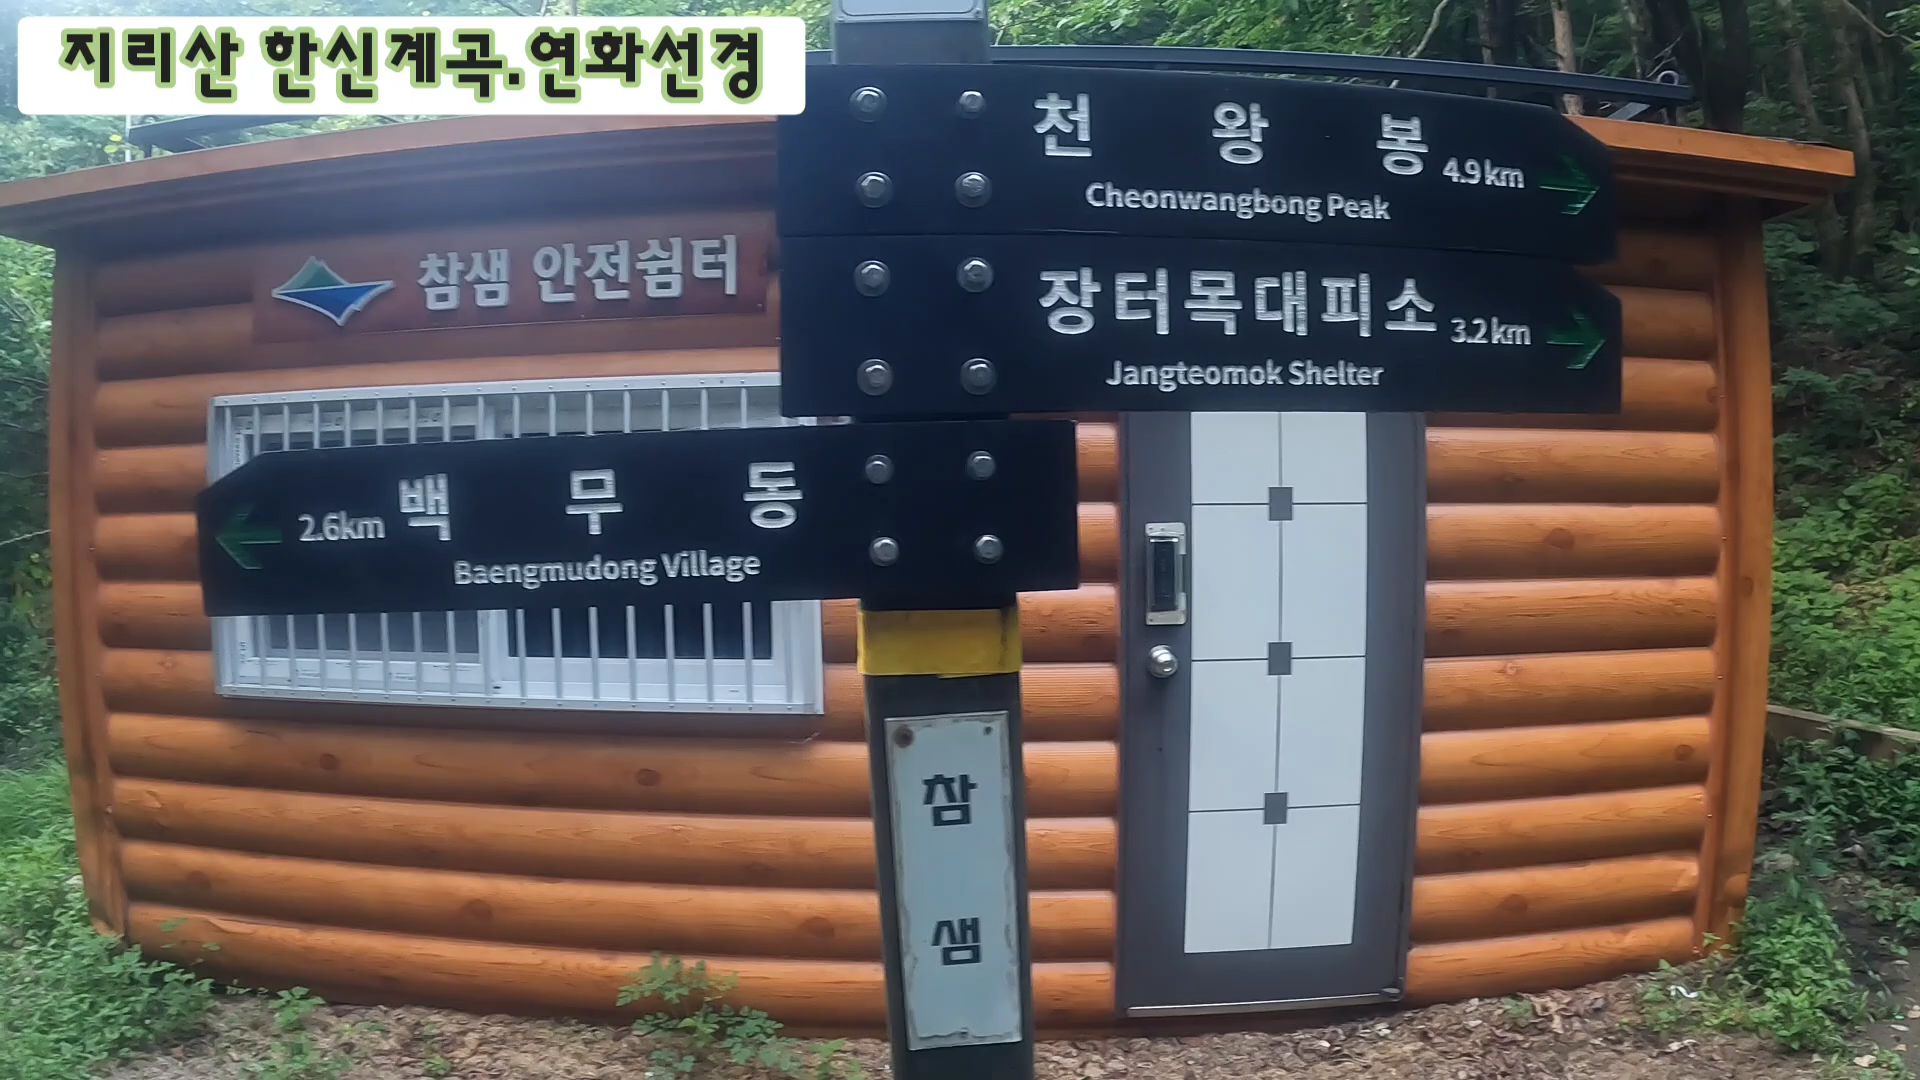 지리산 한신계곡.연화선경
천왕봉 4.9km
Cheonwangbong Peak
참샘 안전쉼터
장터목대피소 3.2km
Jangteomok Shelter
2.6km 백무동
Baengmudong Village
참샘